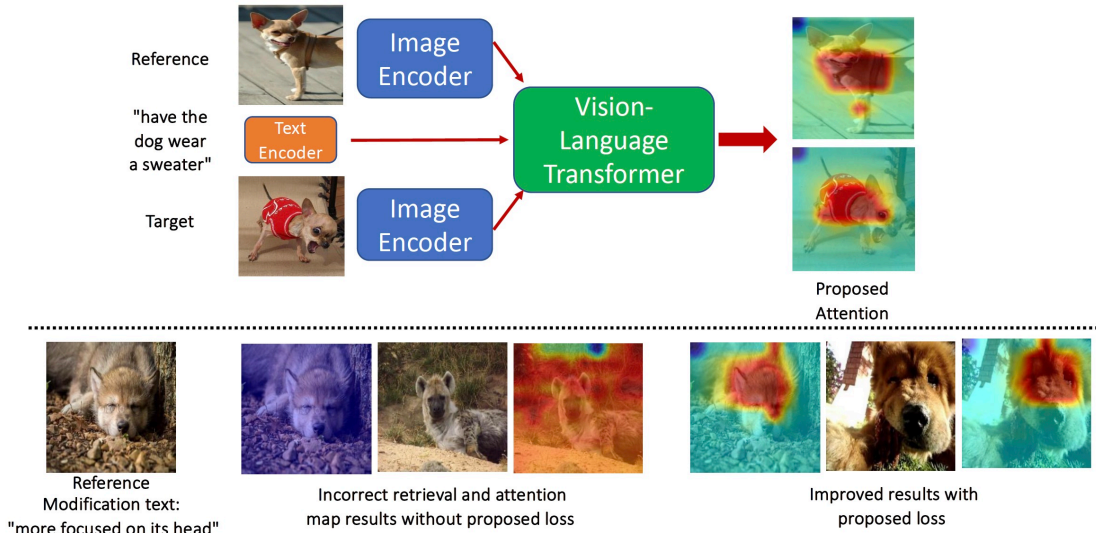 Reference
Image
Encoder
"have the
dog wear
a sweater"
Text
Encoder
Vision-
Language
Transformer
Target
Image
Encoder
Proposed
Attention
Reference
Modification text:
"more focused on its head"
Incorrect retrieval and attention
map results without proposed loss
Improved results with
proposed loss